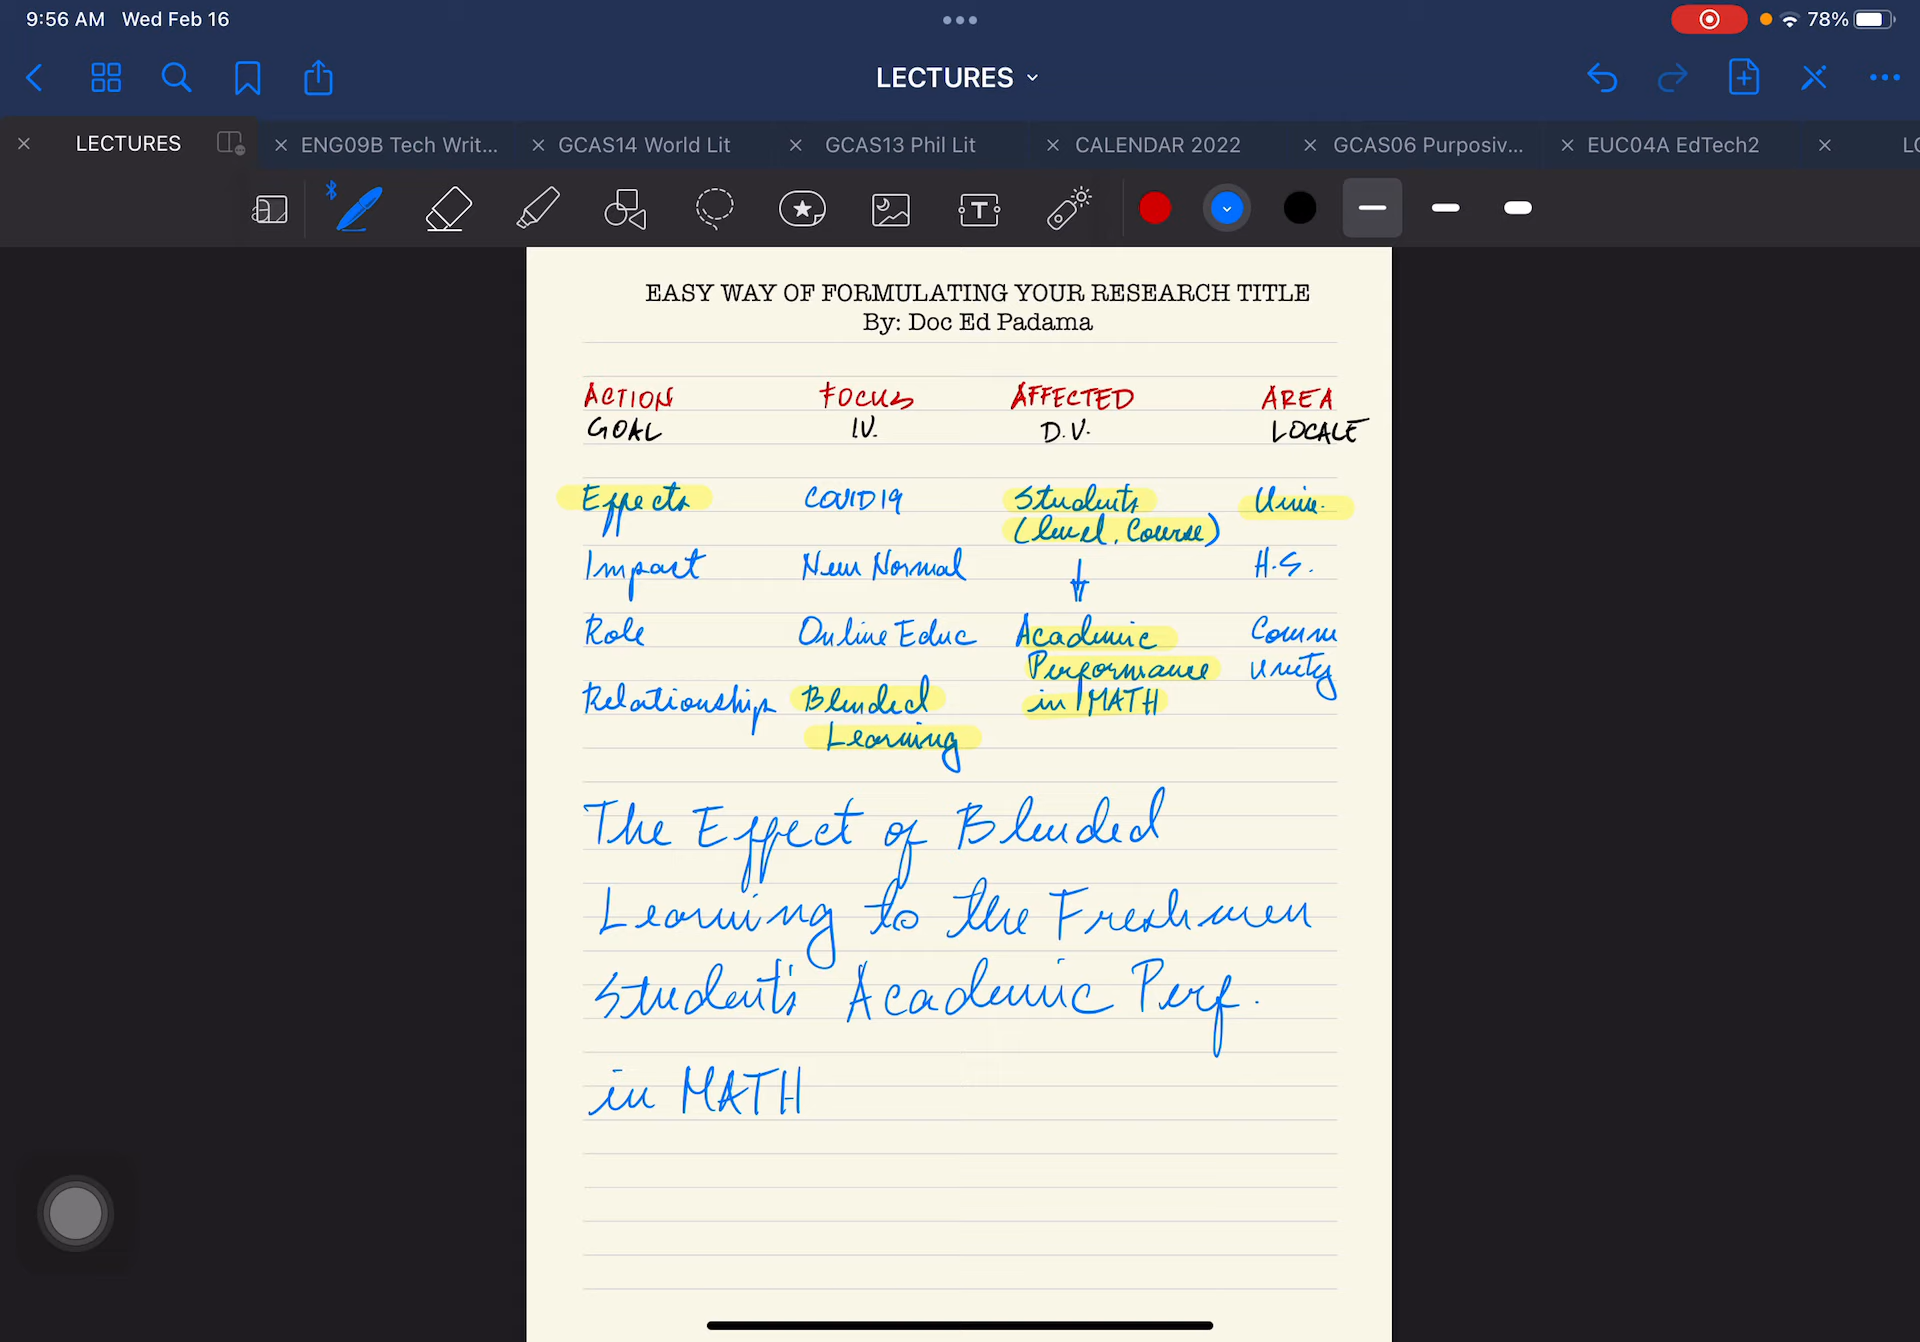 9:56 AM Wed Feb 16 78%
LECTURES
LECTURES ENG09B Tech Writ... GCAS14 World Lit GCAS13 Phil Lit CALENDAR 2022 GCAS06 Purposiv... EUC04A EdTech2
EASY WAY OF FORMULATING YOUR RESEARCH TITLE
By: Doc Ed Padama
ACTION FOCUS AFFECTED AREA
GOAL I.V. D.V. LOCALE
Effects COVID19 Students Univ.
(level, Course)
Impact New Normal H.S.
Role Online Educ Academic Comm
Performance unity
Relationship Blended in MATH
Learning
The Effect of Blended
Learning to the Freshmen
Students' Academic Perf.
in MATH